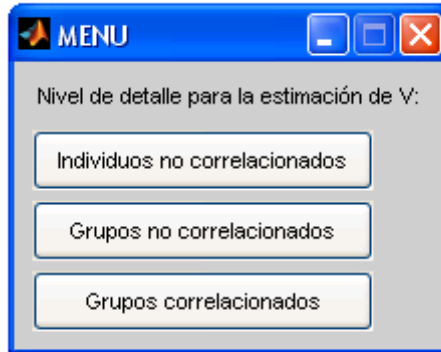 MENU
Nivel de detalle para la estimación de V:
Individuos no correlacionados
Grupos no correlacionados
Grupos correlacionados